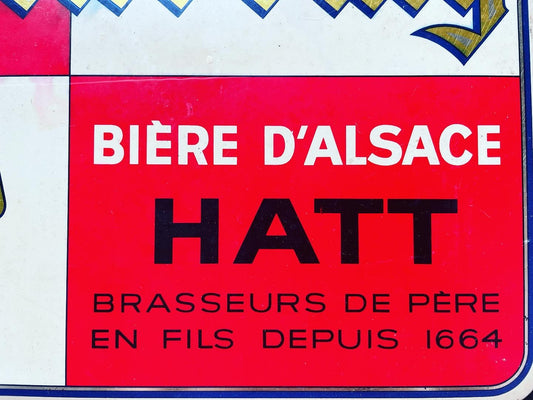 BIÈRE D'ALSACE
HATT
BRASSEURS DE PÈRE
EN FILS DEPUIS 1664